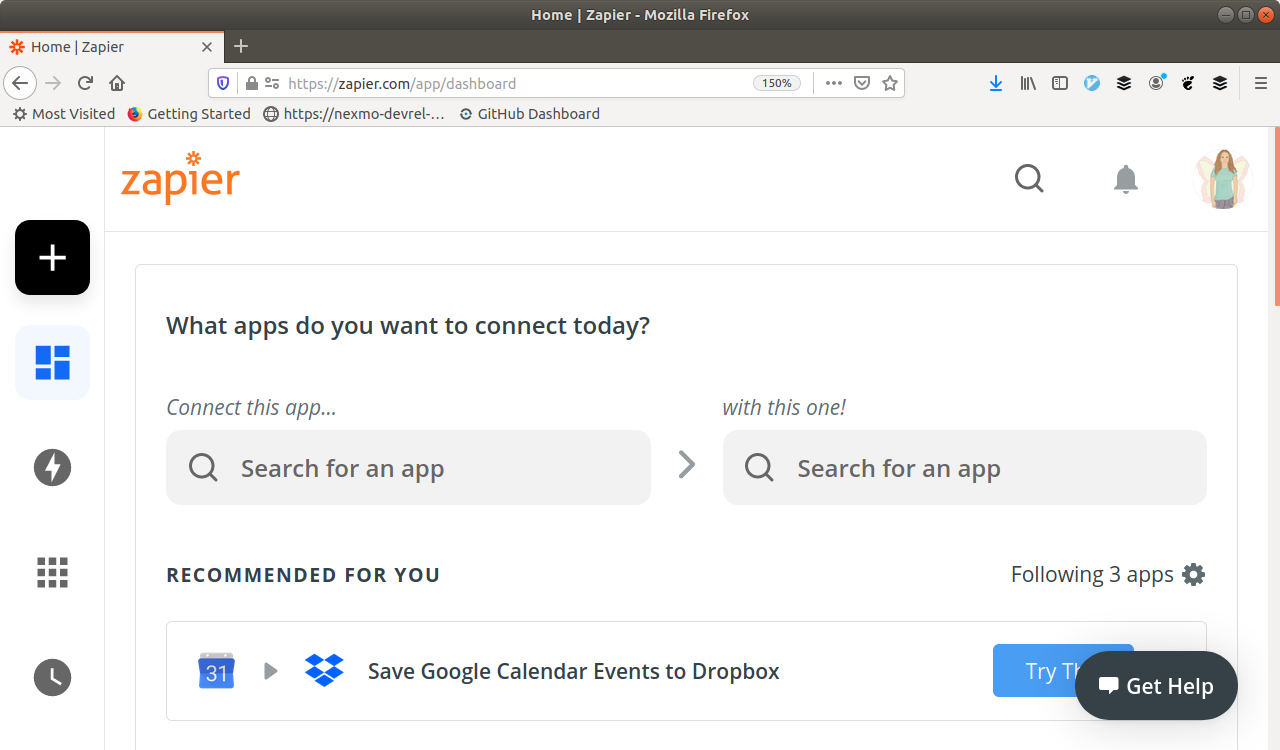 Home | Zapier - Mozilla Firefox
Home | Zapier
https://zapier.com/app/dashboard 150%
Most Visited Getting Started https://nexmo-devrel-… GitHub Dashboard
zapier
What apps do you want to connect today?
Connect this app... with this one!
Search for an app Search for an app
RECOMMENDED FOR YOU Following 3 apps
31 Save Google Calendar Events to Dropbox Try Th
Get Help